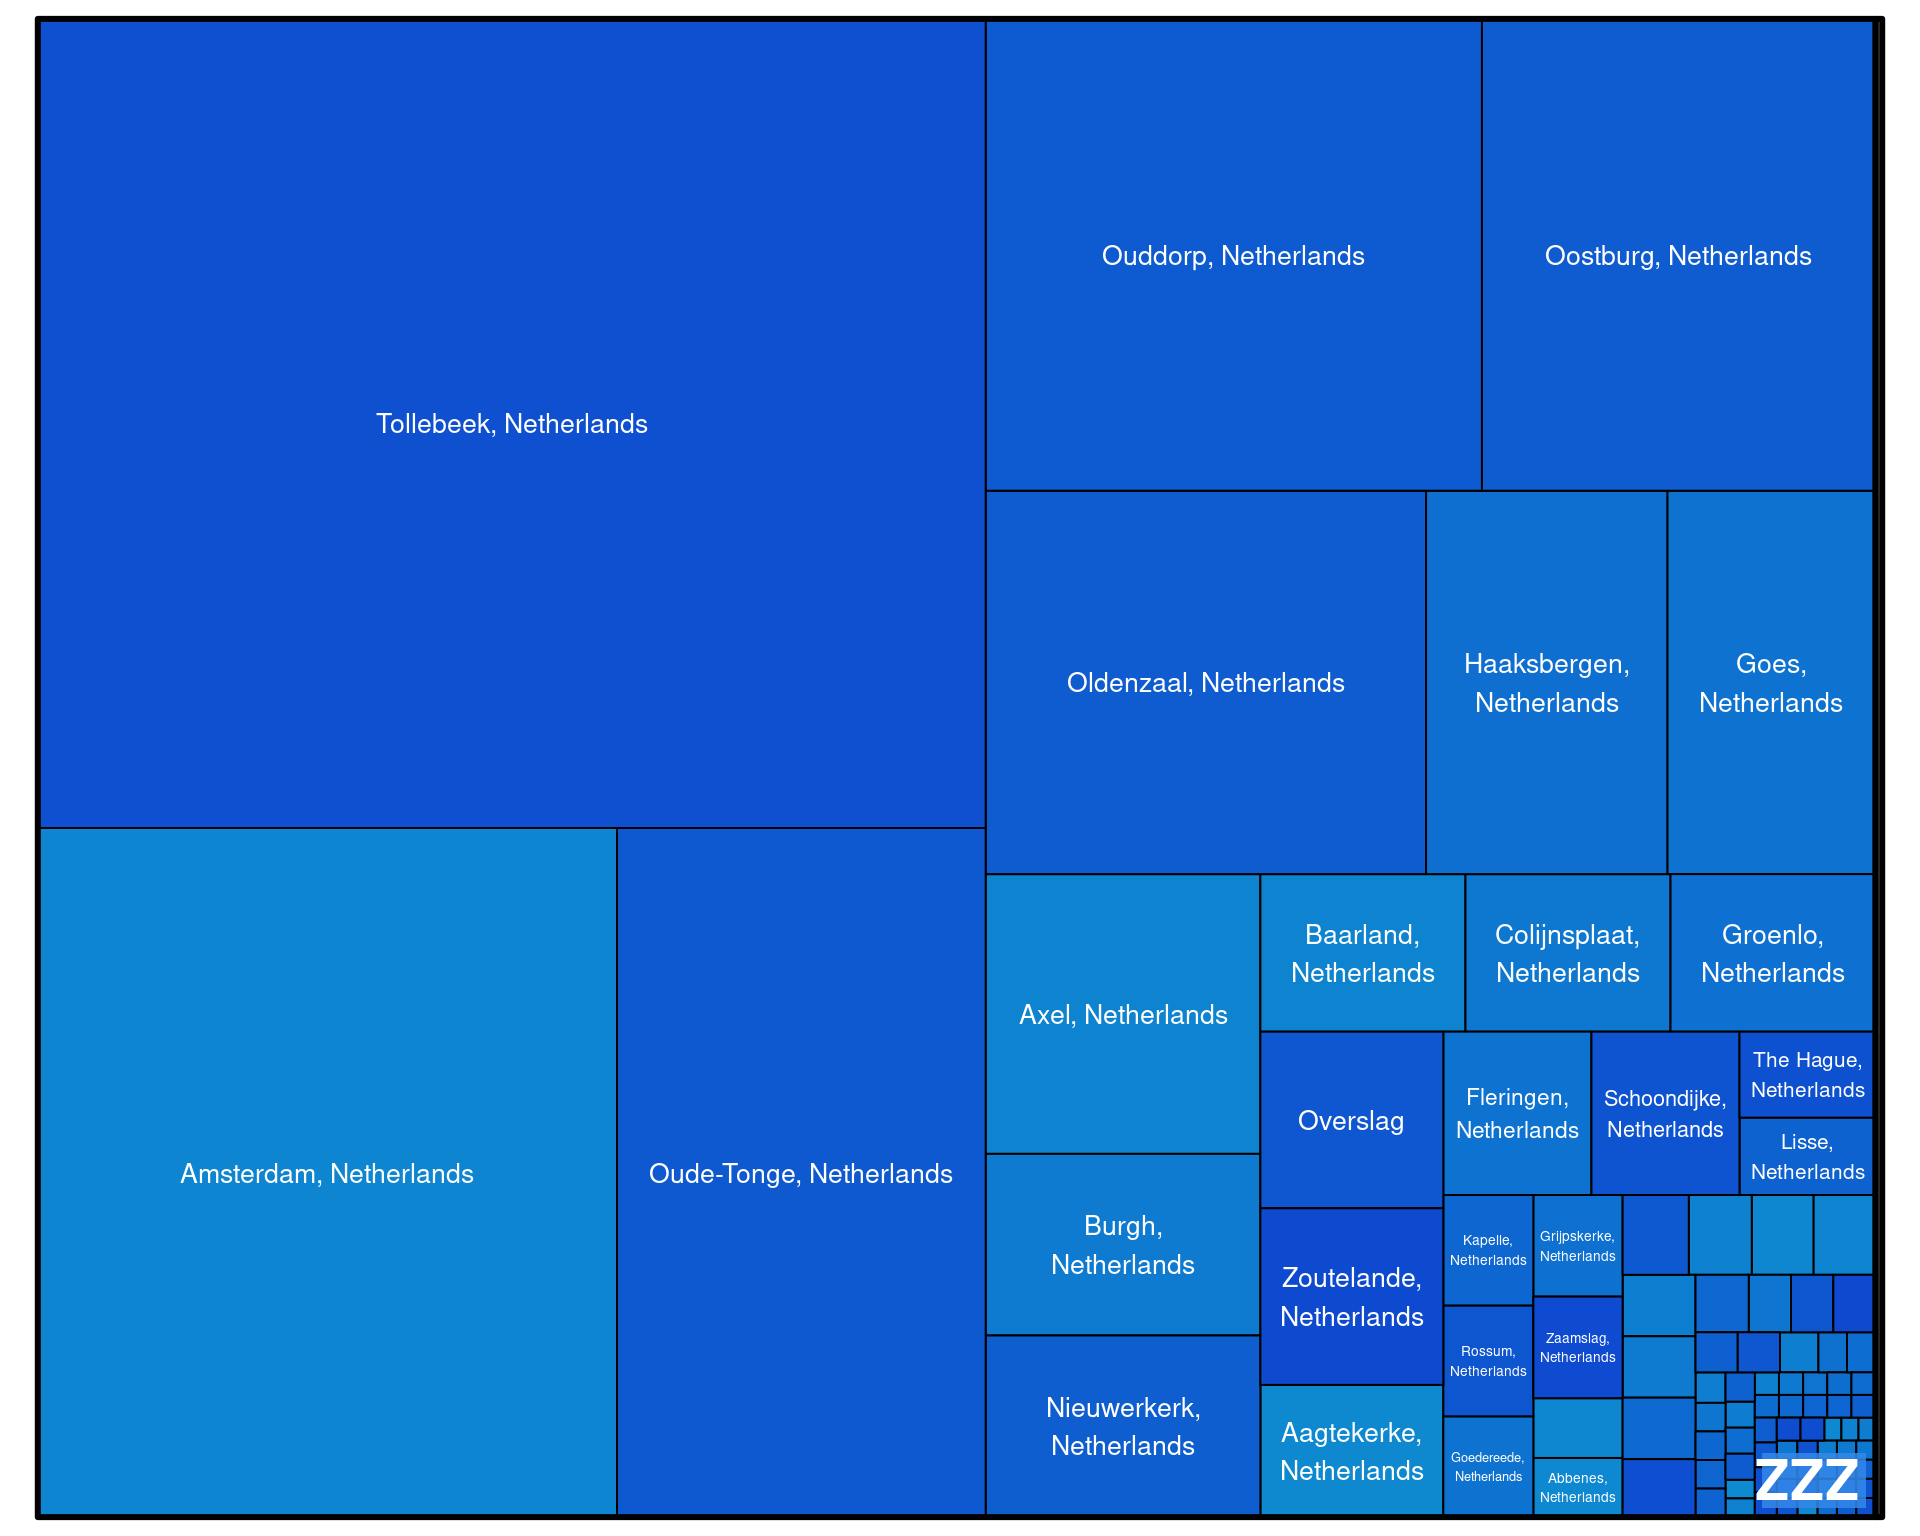 Tollebeek, Netherlands
Ouddorp, Netherlands
Oostburg, Netherlands
Oldenzaal, Netherlands
Haaksbergen,
Netherlands
Goes,
Netherlands
Amsterdam, Netherlands
Oude-Tonge, Netherlands
Axel, Netherlands
Baarland,
Netherlands
Colijnsplaat,
Netherlands
Groenlo,
Netherlands
Burgh,
Netherlands
Nieuwerkerk,
Netherlands
Overslag
Zoutelande,
Netherlands
Aagtekerke,
Netherlands
Fleringen,
Netherlands
Schoondijke,
Netherlands
The Hague,
Netherlands
Lisse,
Netherlands
Kapelle,
Netherlands
Grijpskerke,
Netherlands
Rossum,
Netherlands
Zaamslag,
Netherlands
Goedereede,
Netherlands
Abbenes,
Netherlands
ZZZ